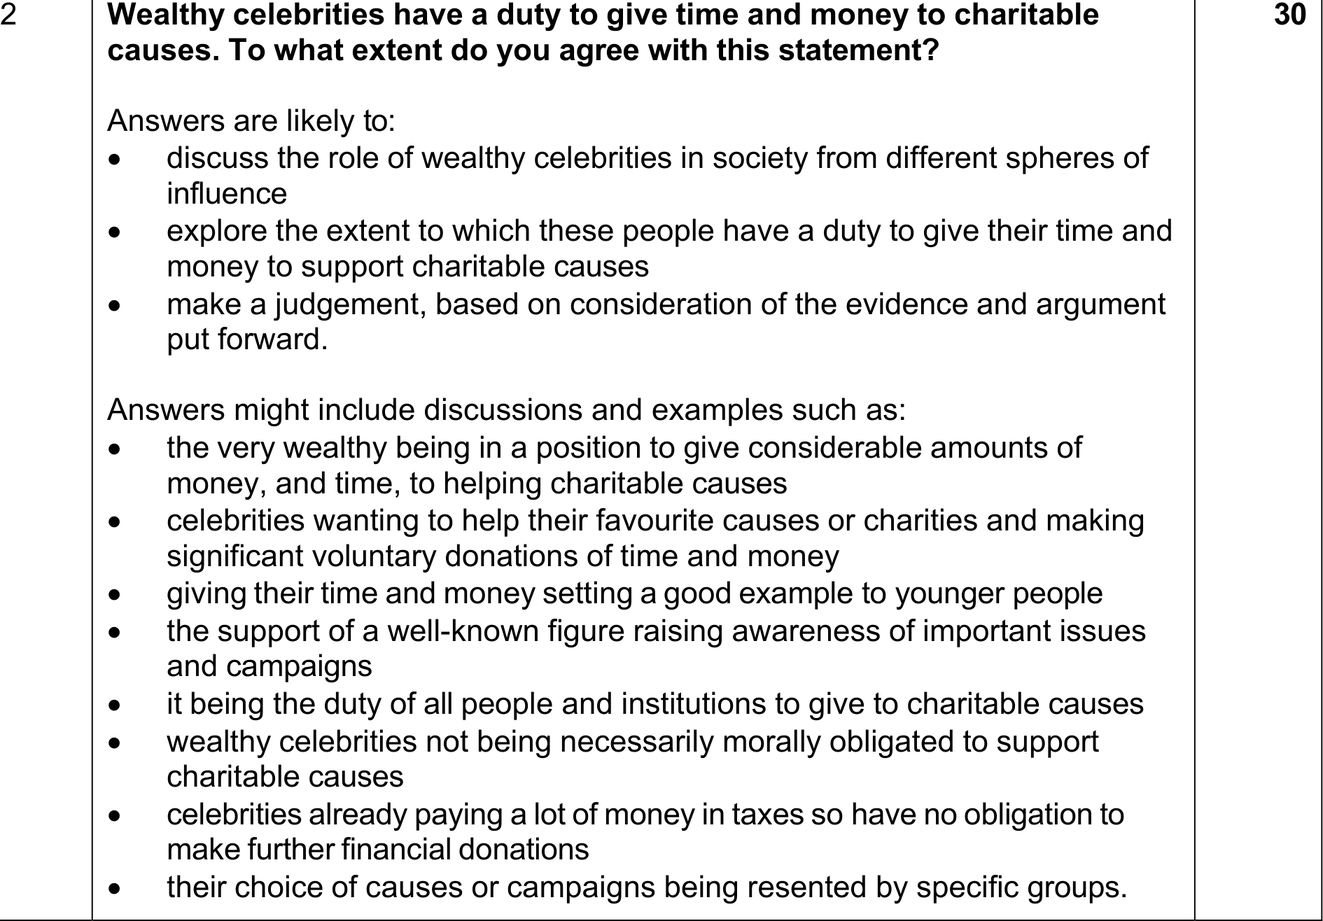 2 Wealthy celebrities have a duty to give time and money to charitable 30
causes. To what extent do you agree with this statement?
Answers are likely to:
• discuss the role of wealthy celebrities in society from different spheres of
influence
• explore the extent to which these people have a duty to give their time and
money to support charitable causes
• make a judgement, based on consideration of the evidence and argument
put forward.
Answers might include discussions and examples such as:
• the very wealthy being in a position to give considerable amounts of
money, and time, to helping charitable causes
• celebrities wanting to help their favourite causes or charities and making
significant voluntary donations of time and money
• giving their time and money setting a good example to younger people
• the support of a well-known figure raising awareness of important issues
and campaigns
• it being the duty of all people and institutions to give to charitable causes
• wealthy celebrities not being necessarily morally obligated to support
charitable causes
• celebrities already paying a lot of money in taxes so have no obligation to
make further financial donations
• their choice of causes or campaigns being resented by specific groups.